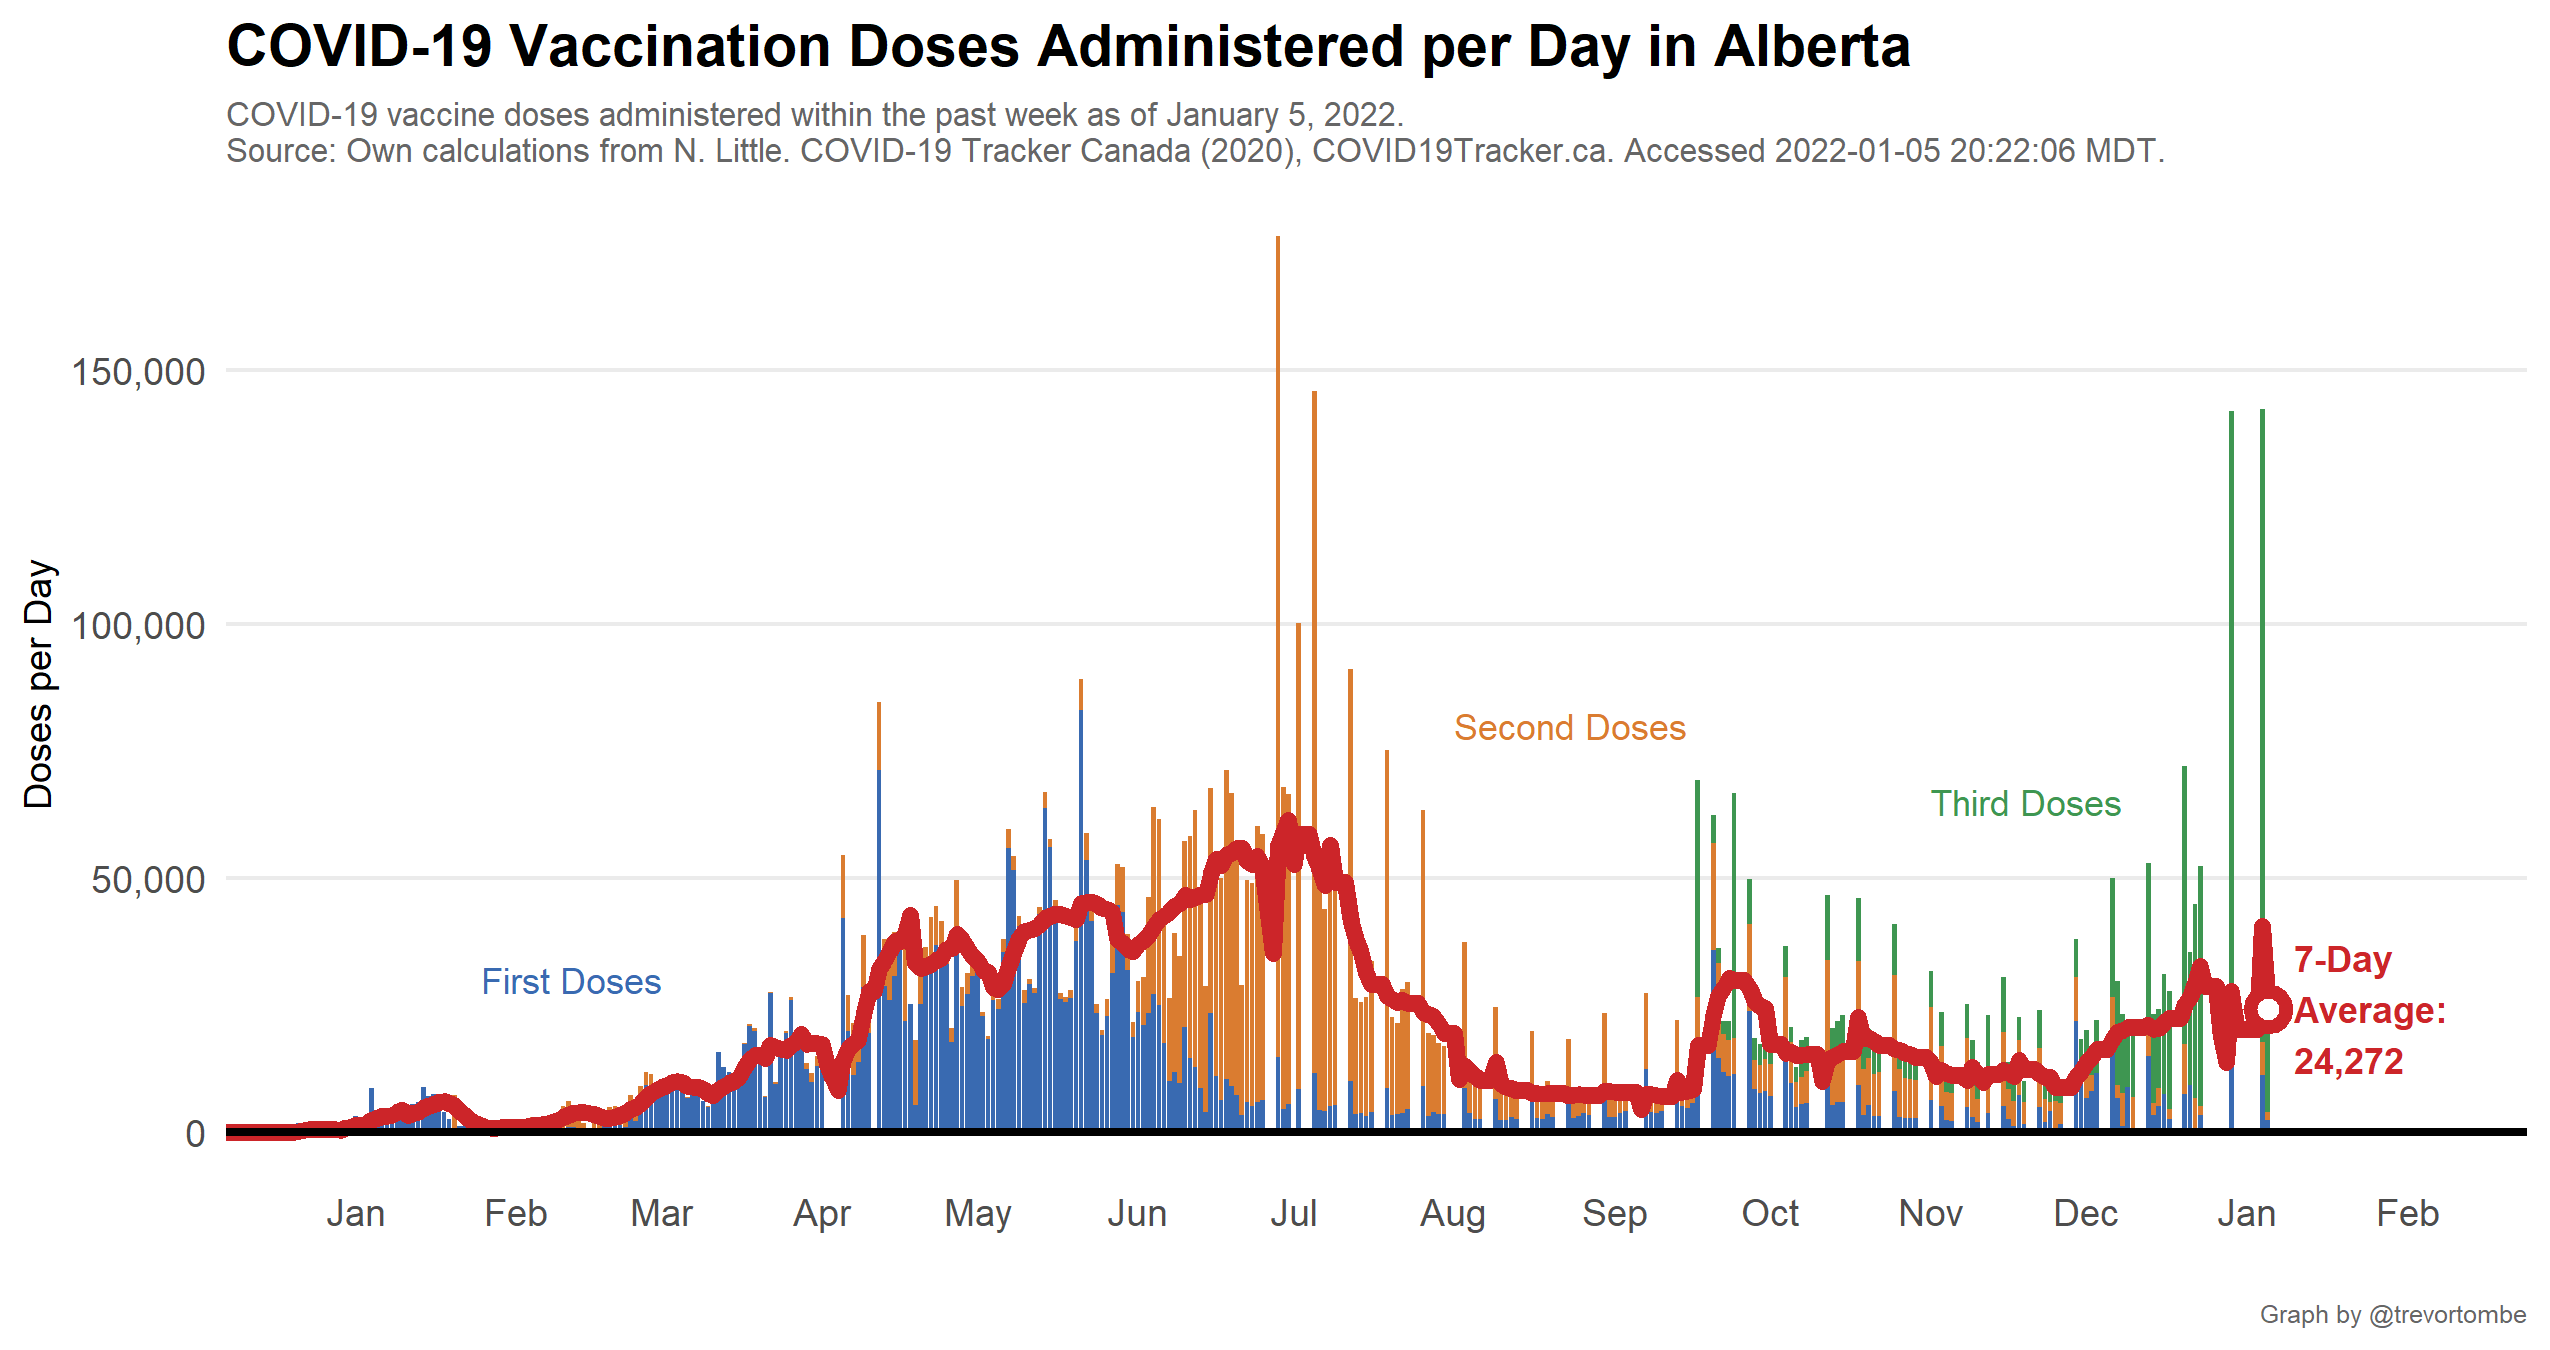 COVID-19 Vaccination Doses Administered per Day in Alberta
COVID-19 vaccine doses administered within the past week as of January 5, 2022.
Source: Own calculations from N. Little. COVID-19 Tracker Canada (2020), COVID19Tracker.ca. Accessed 2022-01-05 20:22:06 MDT.
Doses per Day
150,000
100,000
50,000
0
First Doses
Second Doses
Third Doses
7-Day
Average:
24,272
Jan Feb Mar Apr May Jun Jul Aug Sep Oct Nov Dec Jan Feb
Graph by @trevortombe